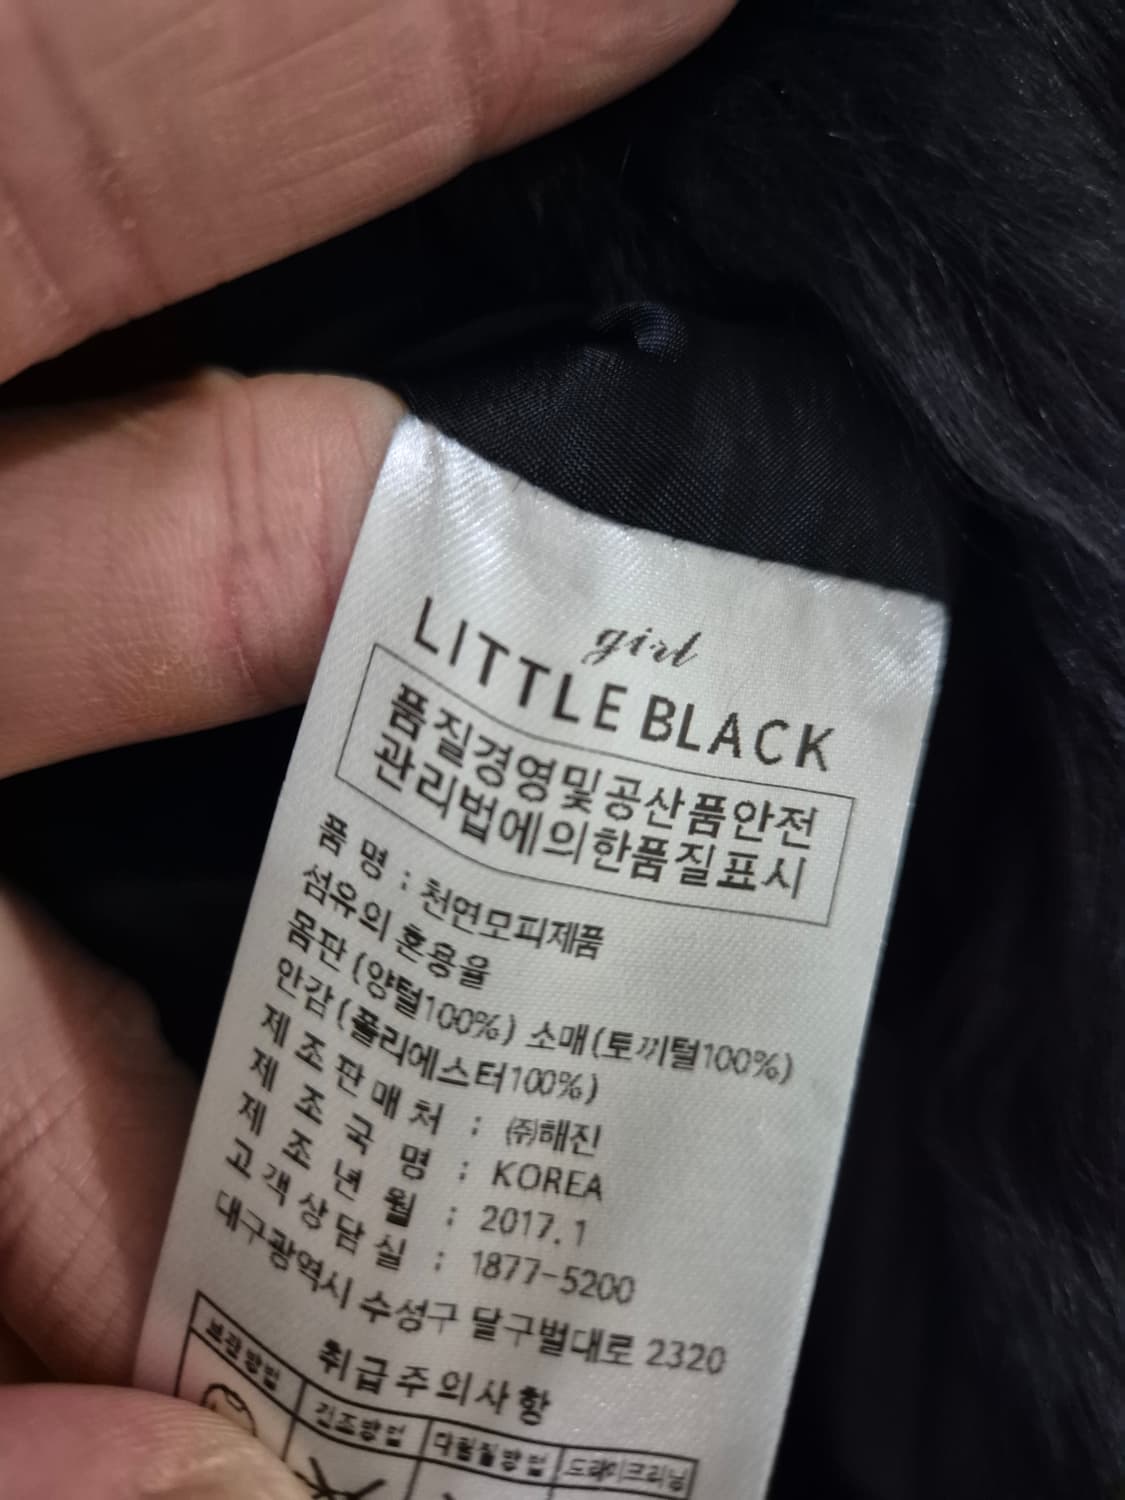 girl
LITTLE BLACK
품질경영및공산품안전
관리법에의한품질표시
품 명 : 천연모피제품
섬유의 혼용율
몸판 (양털100%) 소매(토끼털100%)
안감 (폴리에스터100%)
제 조 판 매 처 : ㈜해진
제 조 국 명 : KOREA
제 조 년 월 : 2017.1
고 객 상 담 실 : 1877-5200
대구광역시 수성구 달구벌대로 2320
취급주의사항
보관방법 건조방법 다림질방법 드라이크리닝